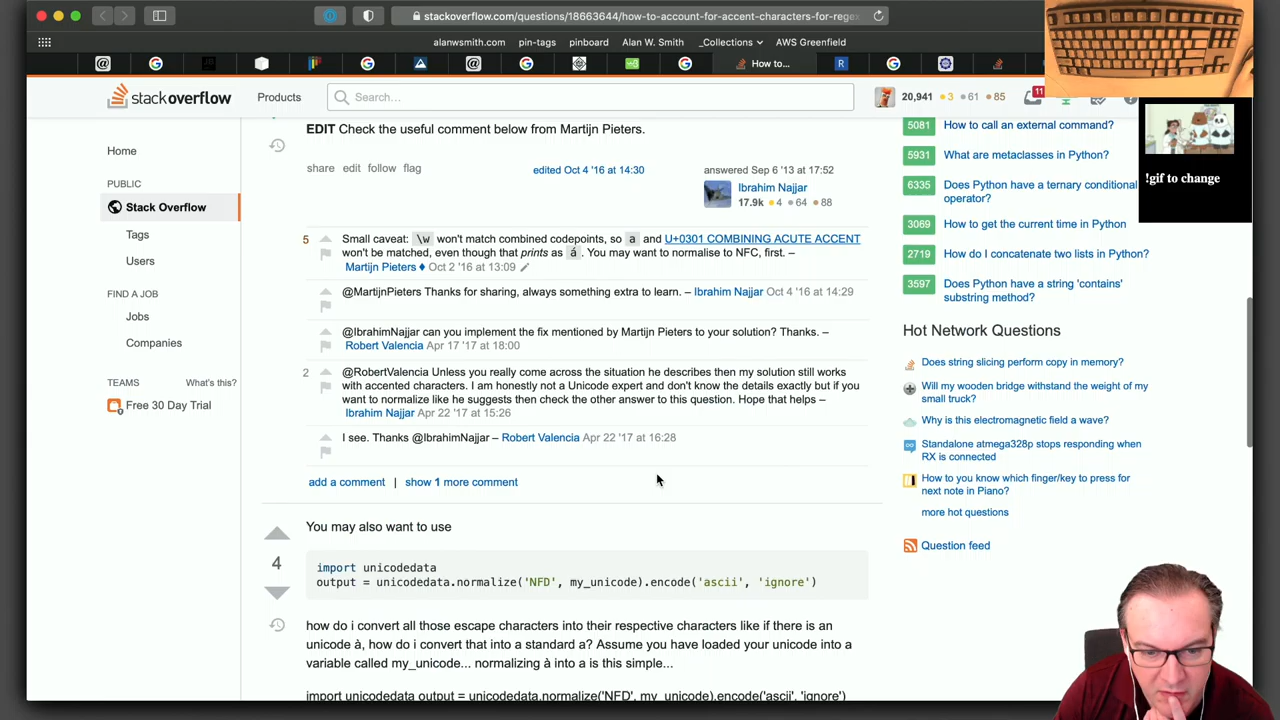 stackoverflow.com/questions/18663644/how-to-account-for-accent-characters-for-rege
alanwsmith.com pin-tags pinboard Alan W. Smith _Collections AWS Greenfield
How to...
stackoverflow Products Search... 20,941 3 61 85 11
Home
PUBLIC
Stack Overflow
Tags
Users
FIND A JOB
Jobs
Companies
TEAMS What's this?
Free 30 Day Trial
EDIT Check the useful comment below from Martijn Pieters.
share edit follow flag
edited Oct 4 '16 at 14:30
answered Sep 6 '13 at 17:52
Ibrahim Najjar
17.9k 4 64 88
5 Small caveat: \w won't match combined codepoints, so a and U+0301 COMBINING ACUTE ACCENT
won't be matched, even though that prints as á. You may want to normalise to NFC, first. –
Martijn Pieters ♦ Oct 2 '16 at 13:09
@MartijnPieters Thanks for sharing, always something extra to learn. – Ibrahim Najjar Oct 4 '16 at 14:29
@IbrahimNajjar can you implement the fix mentioned by Martijn Pieters to your solution? Thanks. –
Robert Valencia Apr 17 '17 at 18:00
2 @RobertValencia Unless you really come across the situation he describes then my solution still works
with accented characters. I am honestly not a Unicode expert and don't know the details exactly but if you
want to normalize like he suggests then check the other answer to this question. Hope that helps –
Ibrahim Najjar Apr 22 '17 at 15:26
I see. Thanks @IbrahimNajjar – Robert Valencia Apr 22 '17 at 16:28
add a comment | show 1 more comment
You may also want to use
4
import unicodedata
output = unicodedata.normalize('NFD', my_unicode).encode('ascii', 'ignore')
how do i convert all those escape characters into their respective characters like if there is an
unicode à, how do i convert that into a standard a? Assume you have loaded your unicode into a
variable called my_unicode... normalizing à into a is this simple...
import unicodedata output = unicodedata.normalize('NFD', my_unicode).encode('ascii', 'ignore')
5081 How to call an external command?
5931 What are metaclasses in Python?
6335 Does Python have a ternary conditional
operator?
3069 How to get the current time in Python
2719 How do I concatenate two lists in Python?
3597 Does Python have a string 'contains'
substring method?
Hot Network Questions
Does string slicing perform copy in memory?
Will my wooden bridge withstand the weight of my
small truck?
Why is this electromagnetic field a wave?
Standalone atmega328p stops responding when
RX is connected
How to you know which finger/key to press for
next note in Piano?
more hot questions
Question feed
!gif to change